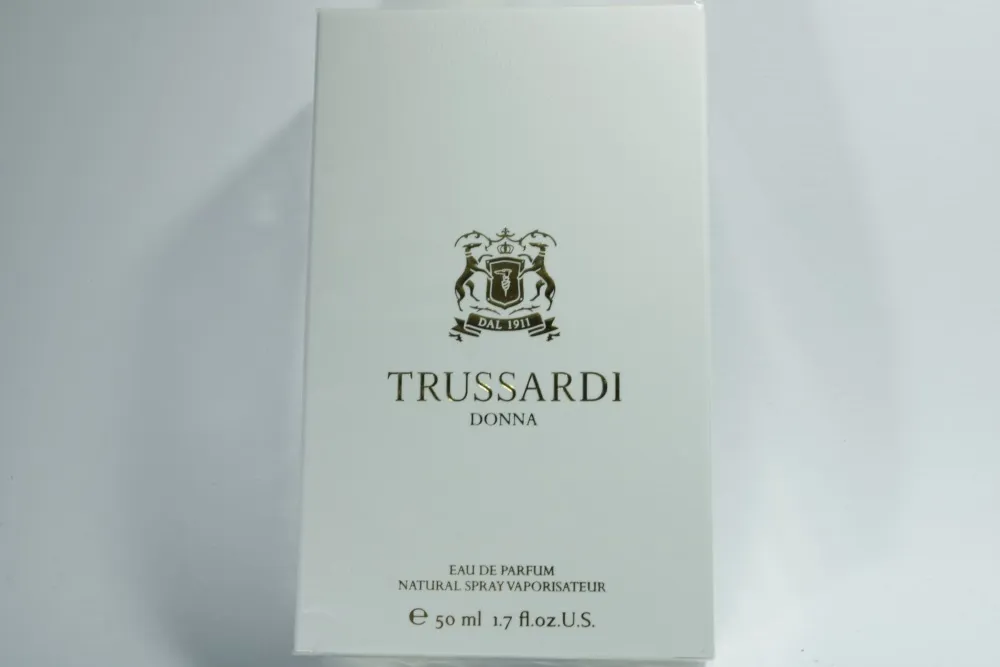 DAL 1911
TRUSSARDI
DONNA
EAU DE PARFUM
NATURAL SPRAY VAPORISATEUR
℮ 50 ml 1.7 fl.oz.U.S.